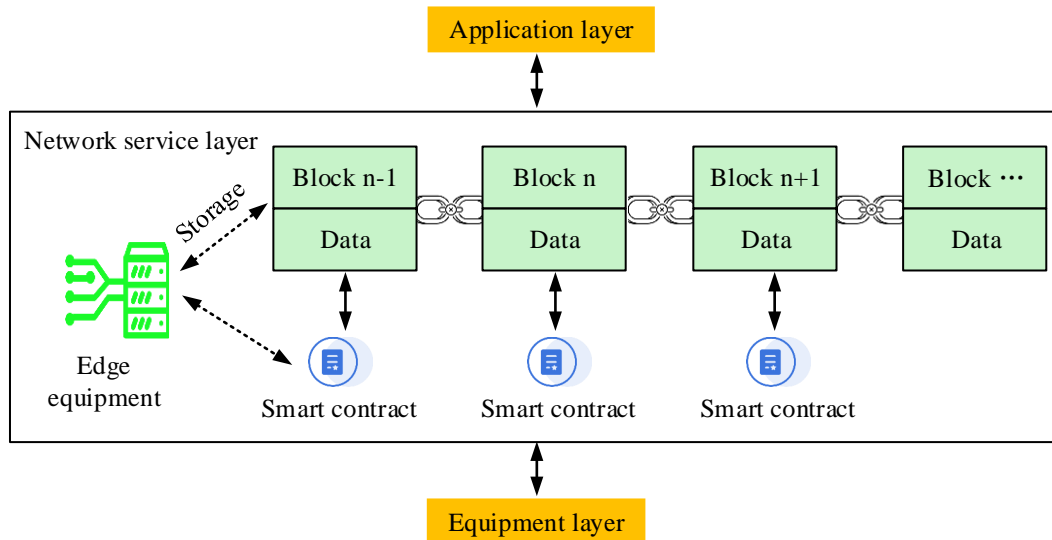 Application layer
Network service layer
Block n-1
Block n
Block n+1
Block ⋯
Storage
Data
Data
Data
Data
Edge
equipment
Smart contract
Smart contract
Smart contract
Equipment layer